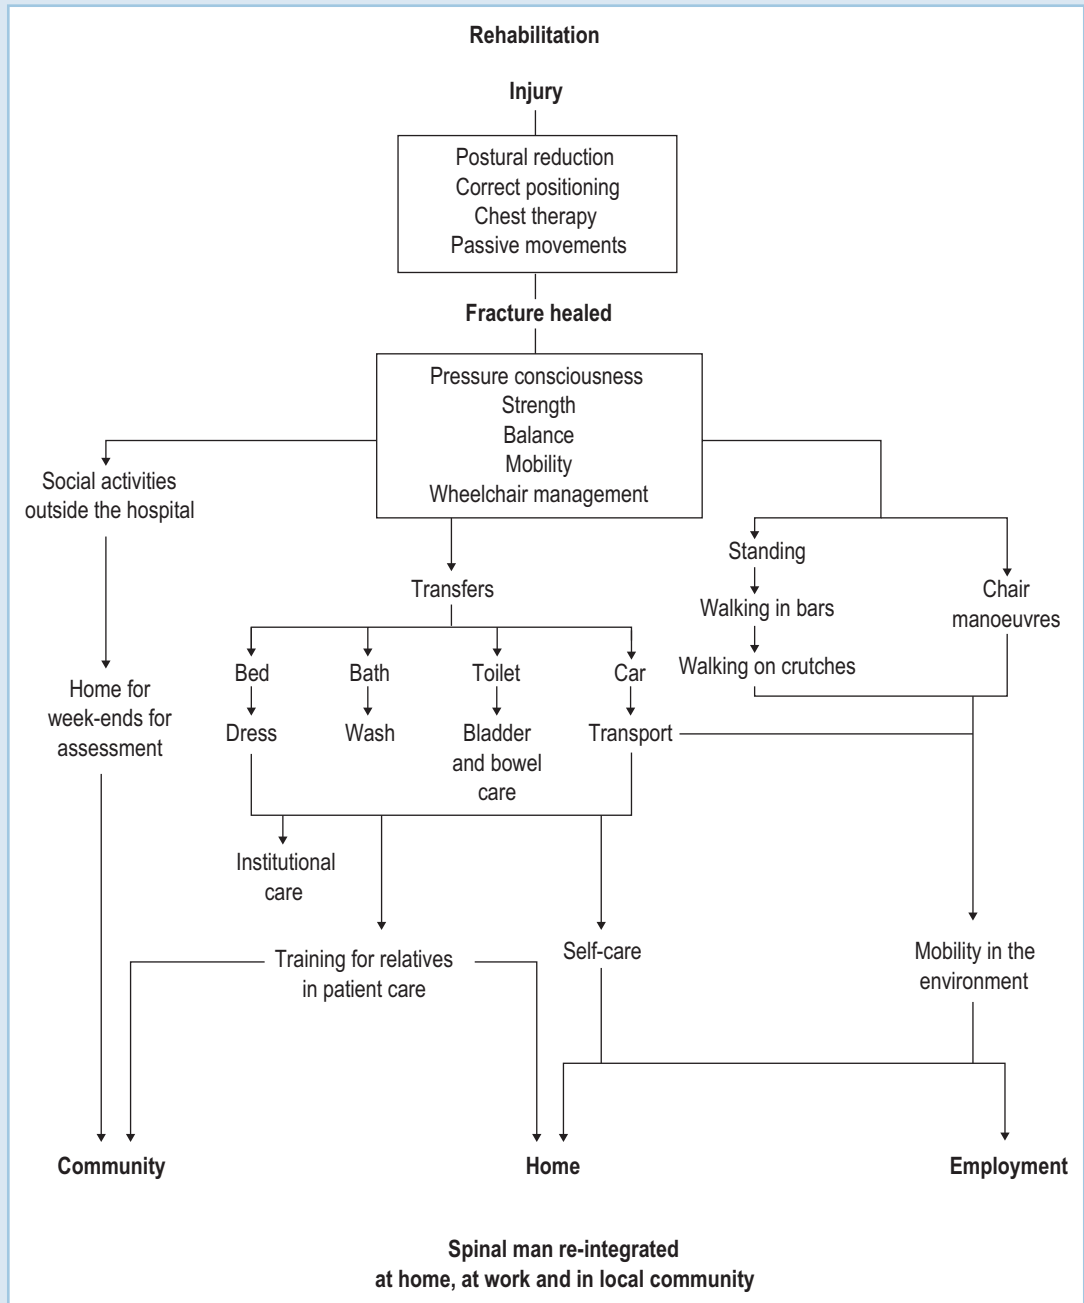 Rehabilitation
Injury
Postural reduction
Correct positioning
Chest therapy
Passive movements
Fracture healed
Pressure consciousness
Strength
Balance
Mobility
Wheelchair management
Social activities
outside the hospital
Home for
week-ends for
assessment
Transfers
Bed
Bath
Toilet
Car
Dress
Wash
Bladder
and bowel
care
Transport
Standing
Walking in bars
Walking on crutches
Chair
manoeuvres
Institutional
care
Training for relatives
in patient care
Self-care
Mobility in the
environment
Community
Home
Employment
Spinal man re-integrated
at home, at work and in local community